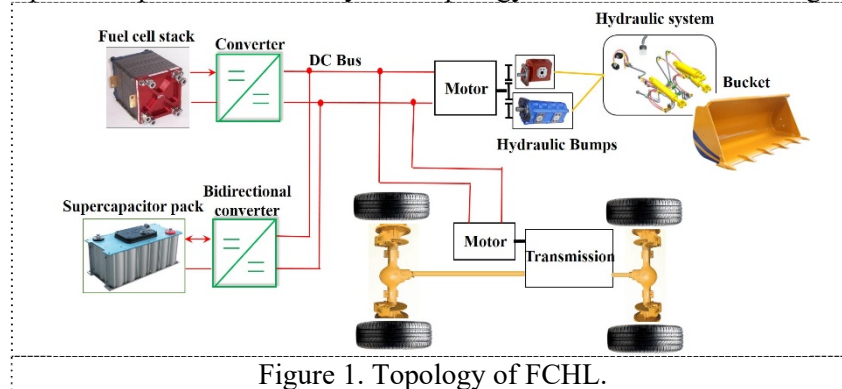 Hydraulic system
Fuel cell stack
Converter
DC Bus
Motor
Bucket
Hydraulic Bumps
Supercapacitor pack
Bidirectional
converter
Motor
Transmission
Figure 1. Topology of FCHL.